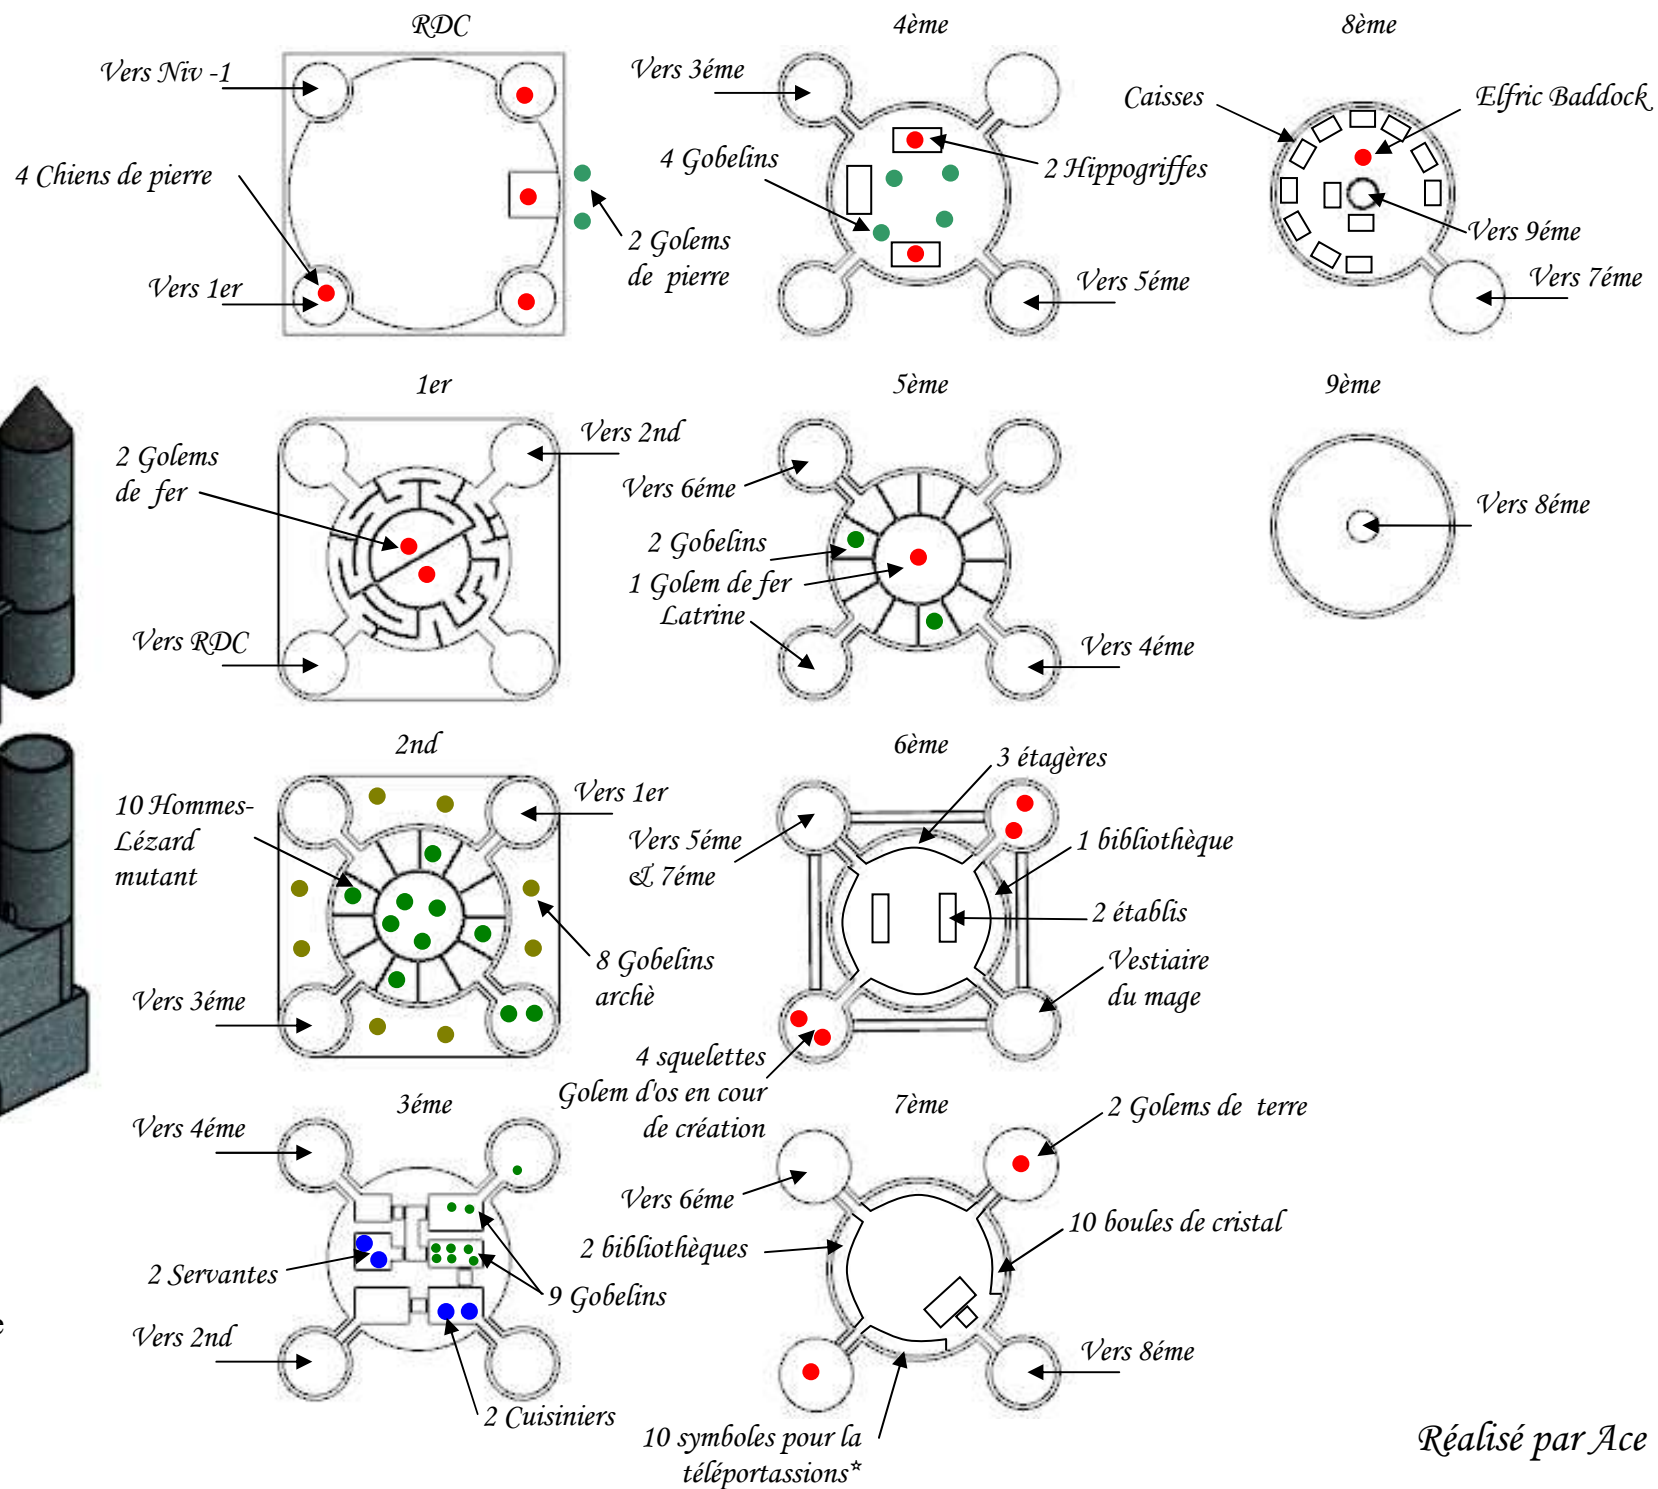 RDC
Vers Niv -1
4 Chiens de pierre
Vers 1er
2 Golems
de pierre
4ème
Vers 3éme
4 Gobelins
2 Hippogriffes
Vers 5éme
8ème
Caisses
Elfric Baddock
Vers 9éme
Vers 7éme
1er
2 Golems
de fer
Vers 2nd
Vers RDC
5ème
Vers 6éme
2 Gobelins
1 Golem de fer
Latrine
Vers 4éme
9ème
Vers 8éme
2nd
10 Hommes-
Lézard
mutant
Vers 1er
8 Gobelins
archè
Vers 3éme
6ème
3 étagères
Vers 5éme
& 7éme
1 bibliothèque
2 établis
Vestiaire
du mage
4 squelettes
Golem d'os en cour
de création
3éme
Vers 4éme
2 Servantes
9 Gobelins
Vers 2nd
2 Cuisiniers
7ème
2 Golems de terre
Vers 6éme
10 boules de cristal
2 bibliothèques
Vers 8éme
10 symboles pour la
téléportassions*
e
Réalisé par Ace